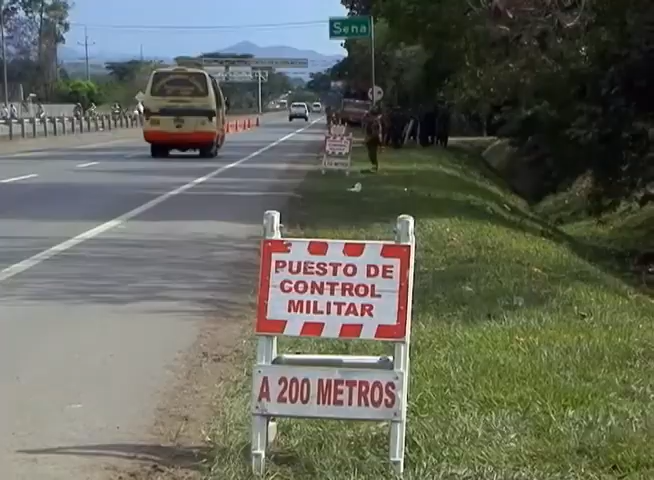 Sena
PUESTO DE
CONTROL
MILITAR
A 200 METROS